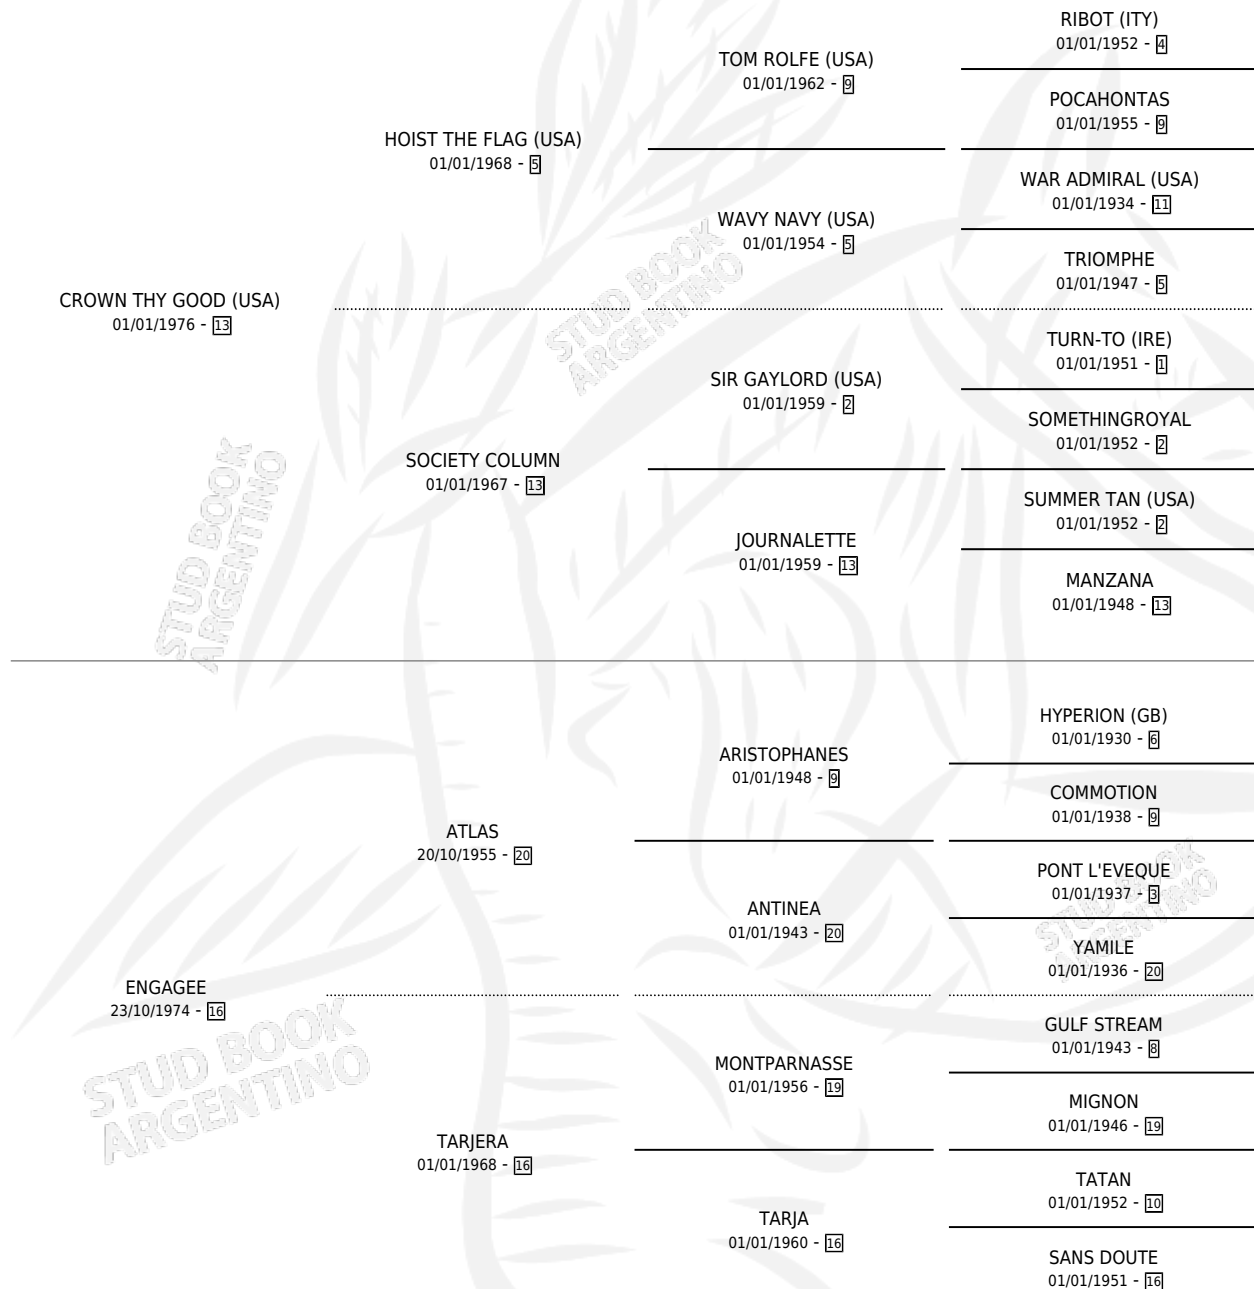 RIBOT (ITY)
01/01/1952 - 4
TOM ROLFE (USA)
01/01/1962 - 9
POCAHONTAS
01/01/1955 - 9
HOIST THE FLAG (USA)
01/01/1968 - 5
WAR ADMIRAL (USA)
01/01/1934 - 11
WAVY NAVY (USA)
01/01/1954 - 5
TRIOMPHE
01/01/1947 - 5
CROWN THY GOOD (USA)
01/01/1976 - 13
TURN-TO (IRE)
01/01/1951 - 1
SIR GAYLORD (USA)
01/01/1959 - 2
SOMETHINGROYAL
01/01/1952 - 2
SOCIETY COLUMN
01/01/1967 - 13
SUMMER TAN (USA)
01/01/1952 - 2
JOURNALETTE
01/01/1959 - 13
MANZANA
01/01/1948 - 13
HYPERION (GB)
01/01/1930 - 6
ARISTOPHANES
01/01/1948 - 9
COMMOTION
01/01/1938 - 9
ATLAS
20/10/1955 - 20
PONT L'EVEQUE
01/01/1937 - 3
ANTINEA
01/01/1943 - 20
YAMILE
01/01/1936 - 20
ENGAGEE
23/10/1974 - 16
GULF STREAM
01/01/1943 - 8
MONTPARNASSE
01/01/1956 - 19
MIGNON
01/01/1946 - 19
TARJERA
01/01/1968 - 16
TATAN
01/01/1952 - 10
TARJA
01/01/1960 - 16
SANS DOUTE
01/01/1951 - 16
STUD BOOK
ARGENTINO
STUD BOOK
ARGENTINO
STUD BOOK
ARGENTINO
STUD BOOK
ARGENTINO